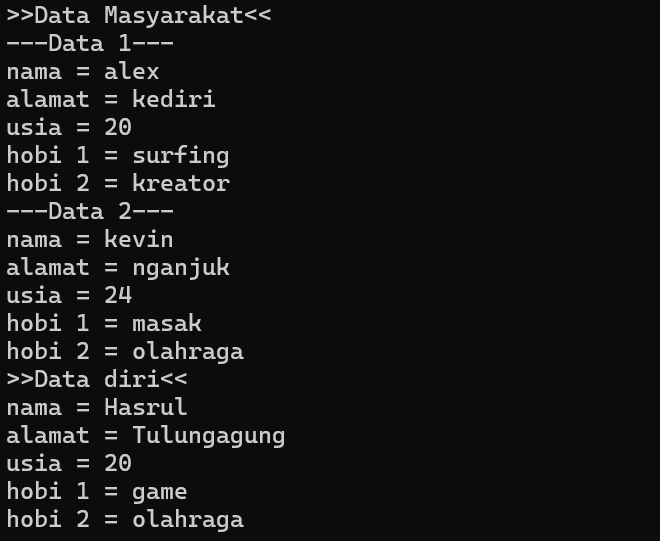 >>Data Masyarakat<<
---Data 1---
nama = alex
alamat = kediri
usia = 20
hobi 1 = surfing
hobi 2 = kreator
---Data 2---
nama = kevin
alamat = nganjuk
usia = 24
hobi 1 = masak
hobi 2 = olahraga
>>Data diri<<
nama = Hasrul
alamat = Tulungagung
usia = 20
hobi 1 = game
hobi 2 = olahraga